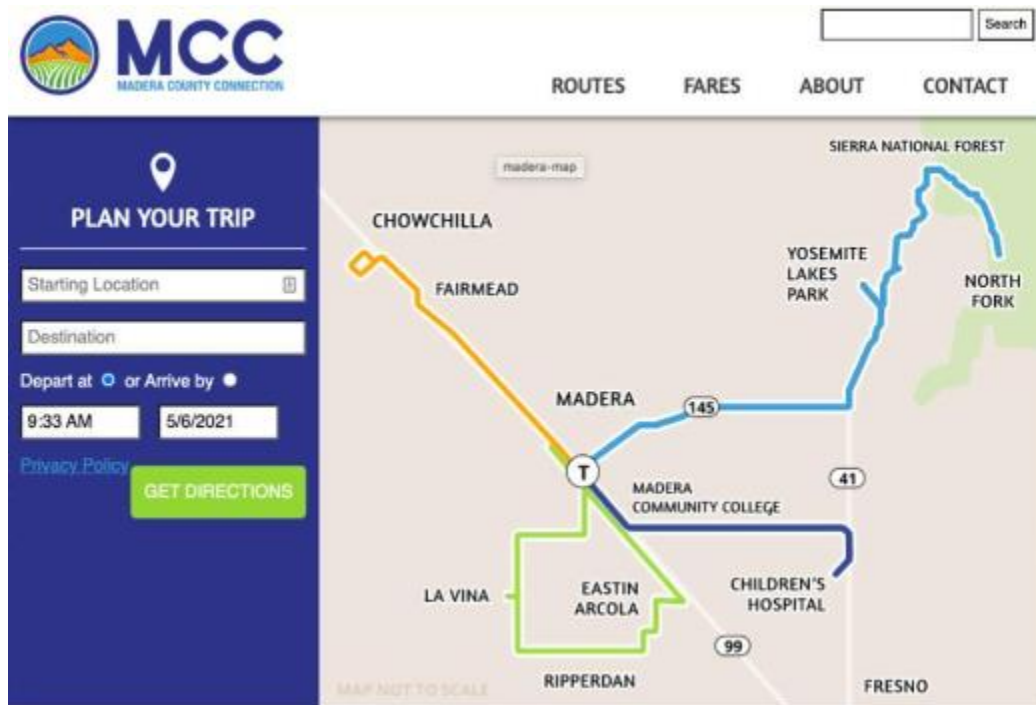 MCC
MADERA COUNTY CONNECTION
Search
ROUTES FARES ABOUT CONTACT
PLAN YOUR TRIP
Starting Location
Destination
Depart at or Arrive by
9:33 AM 5/6/2021
Privacy Policy
GET DIRECTIONS
madera-map
SIERRA NATIONAL FOREST
CHOWCHILLA
FAIRMEAD
YOSEMITE
LAKES
PARK
NORTH
FORK
MADERA
145
T
41
MADERA
COMMUNITY COLLEGE
LA VINA
EASTIN
ARCOLA
CHILDREN'S
HOSPITAL
99
RIPPERDAN
FRESNO
MAP NOT TO SCALE